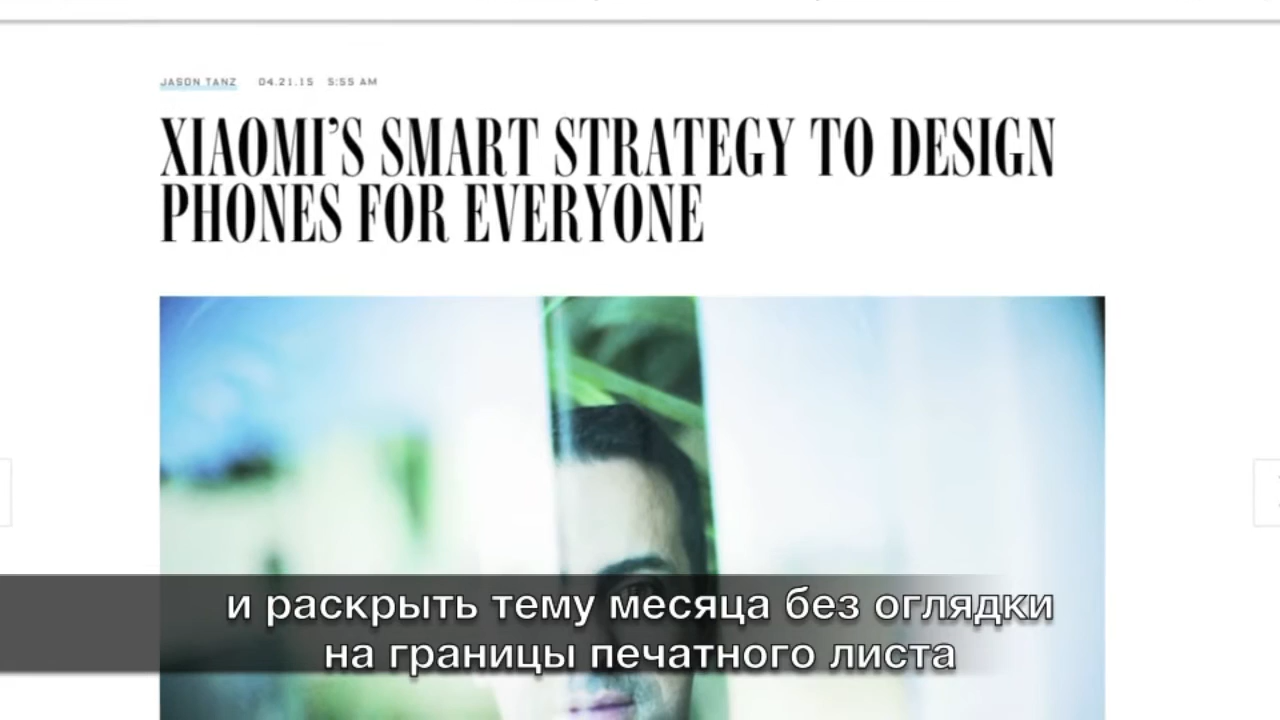 JASON TANZ 04.21.15 5:55 AM
XIAOMI'S SMART STRATEGY TO DESIGN
PHONES FOR EVERYONE
и раскрыть тему месяца без оглядки
на границы печатного листа